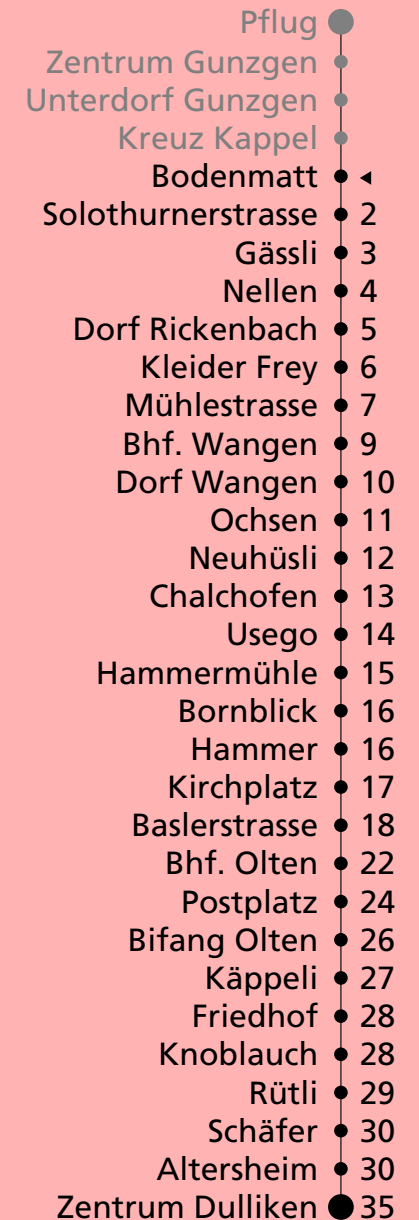 Pflug
Zentrum Gunzgen
Unterdorf Gunzgen
Kreuz Kappel
Bodenmatt
Solothurnerstrasse 2
Gässli 3
Nellen 4
Dorf Rickenbach 5
Kleider Frey 6
Mühlestrasse 7
Bhf. Wangen 9
Dorf Wangen 10
Ochsen 11
Neuhüsli 12
Chalchofen 13
Usego 14
Hammermühle 15
Bornblick 16
Hammer 16
Kirchplatz 17
Baslerstrasse 18
Bhf. Olten 22
Postplatz 24
Bifang Olten 26
Käppeli 27
Friedhof 28
Knoblauch 28
Rütli 29
Schäfer 30
Altersheim 30
Zentrum Dulliken 35